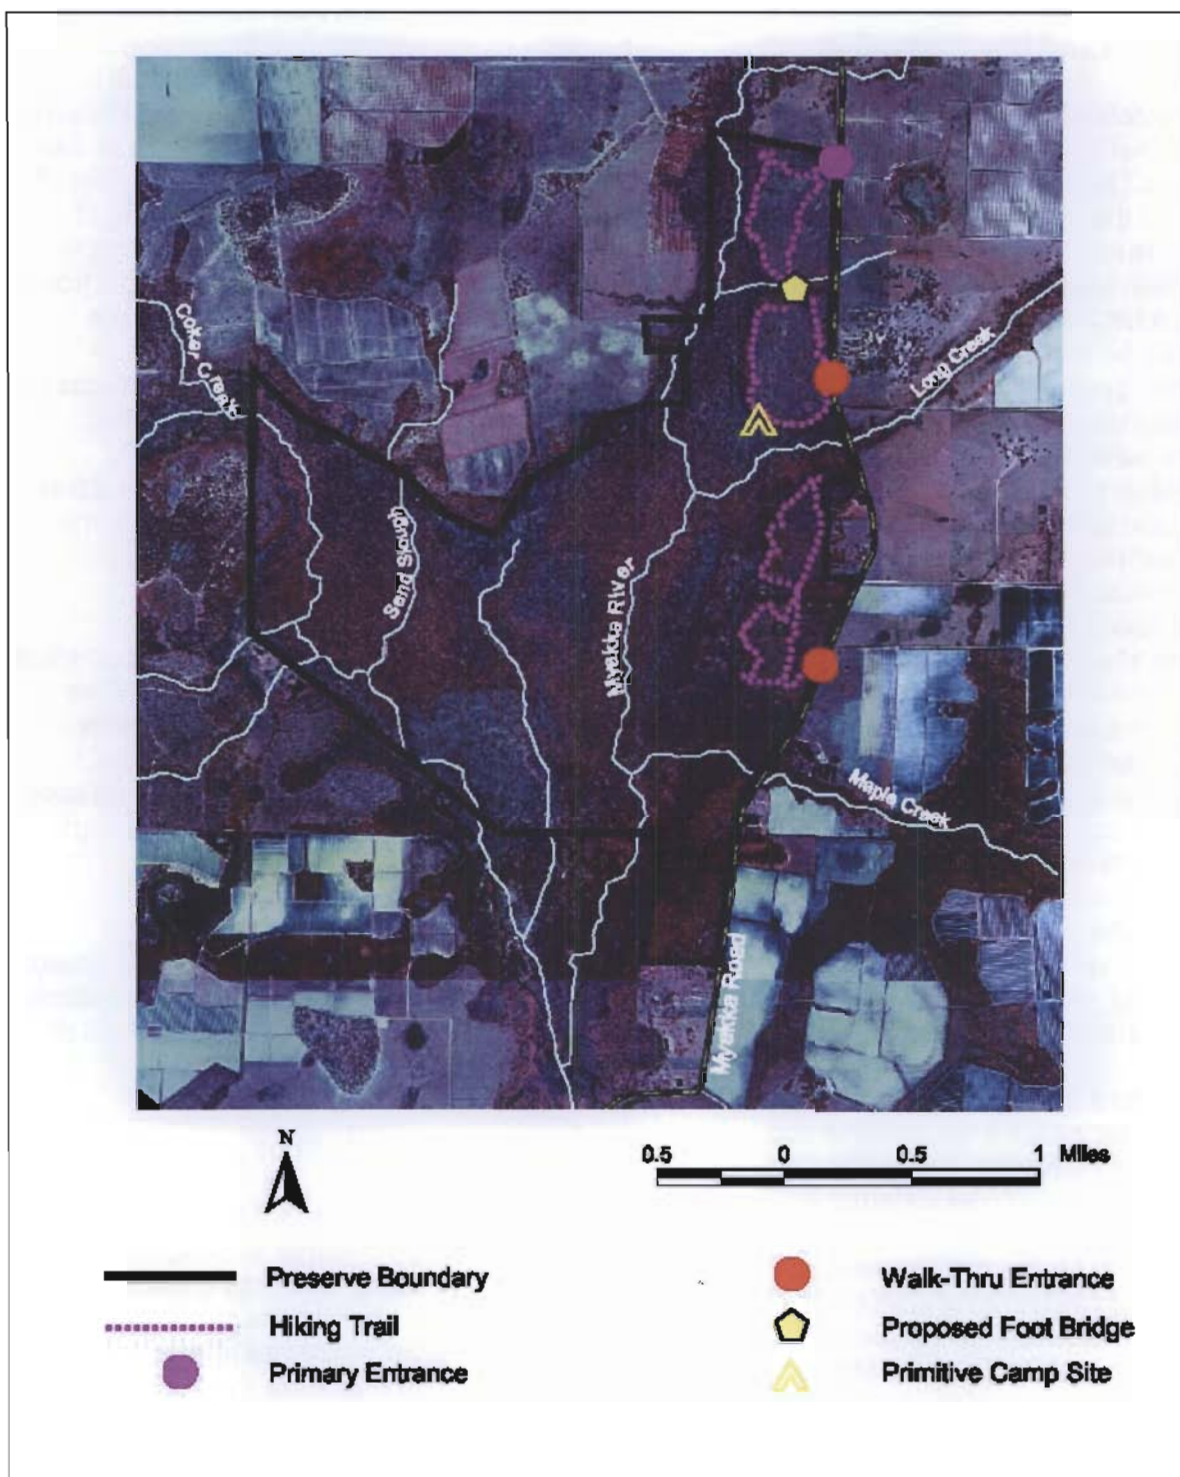 Coker Creek
Long Creek
Sand Slough
Myakka River
Maple Creek
Myakka Road
N
0.5 0 0.5 1 Miles
Preserve Boundary
Hiking Trail
Primary Entrance
Walk-Thru Entrance
Proposed Foot Bridge
Primitive Camp Site